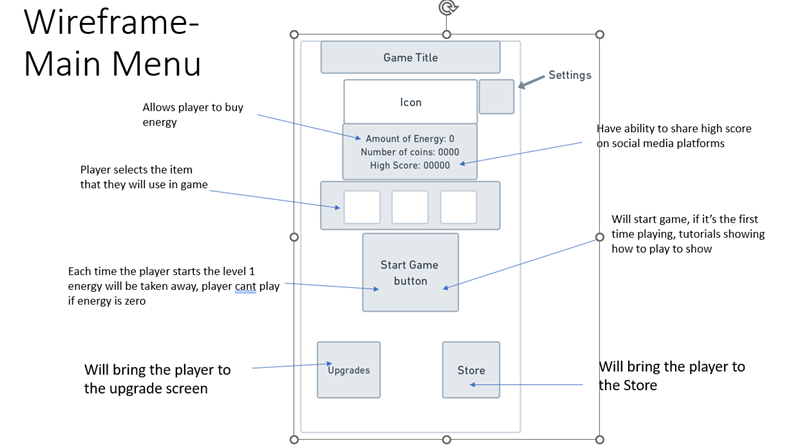 Wireframe-
Main Menu
Game Title
Settings
Icon
Allows player to buy
energy
Amount of Energy: 0
Number of coins: 0000
High Score: 00000
Have ability to share high score
on social media platforms
Player selects the item
that they will use in game
Will start game, if it’s the first
time playing, tutorials showing
how to play to show
Start Game
button
Each time the player starts the level 1
energy will be taken away, player cant play
if energy is zero
Will bring the player to
the upgrade screen
Upgrades
Store
Will bring the player to
the Store